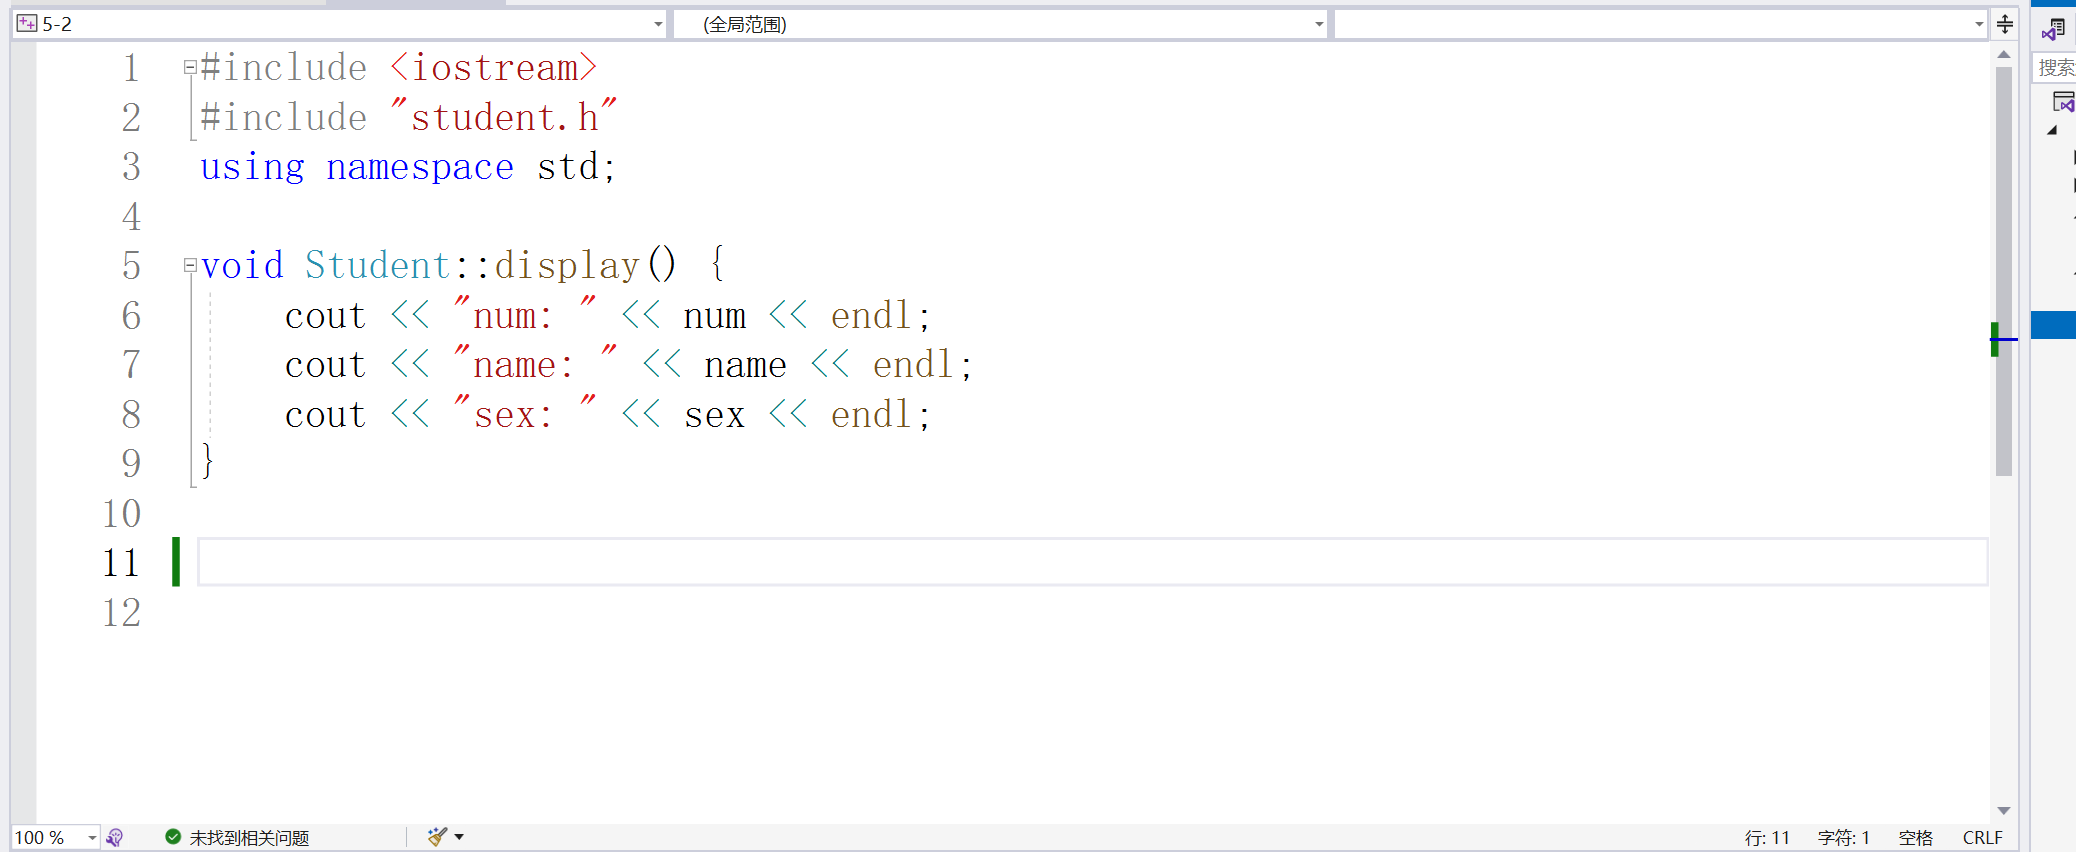 5-2
(全局范围)
1 #include <iostream>
2 #include "student.h"
3 using namespace std;
4
5 void Student::display() {
6     cout << "num: " << num << endl;
7     cout << "name: " << name << endl;
8     cout << "sex: " << sex << endl;
9 }
10
11
12
搜索
100 %
未找到相关问题
行: 11
字符: 1
空格
CRLF